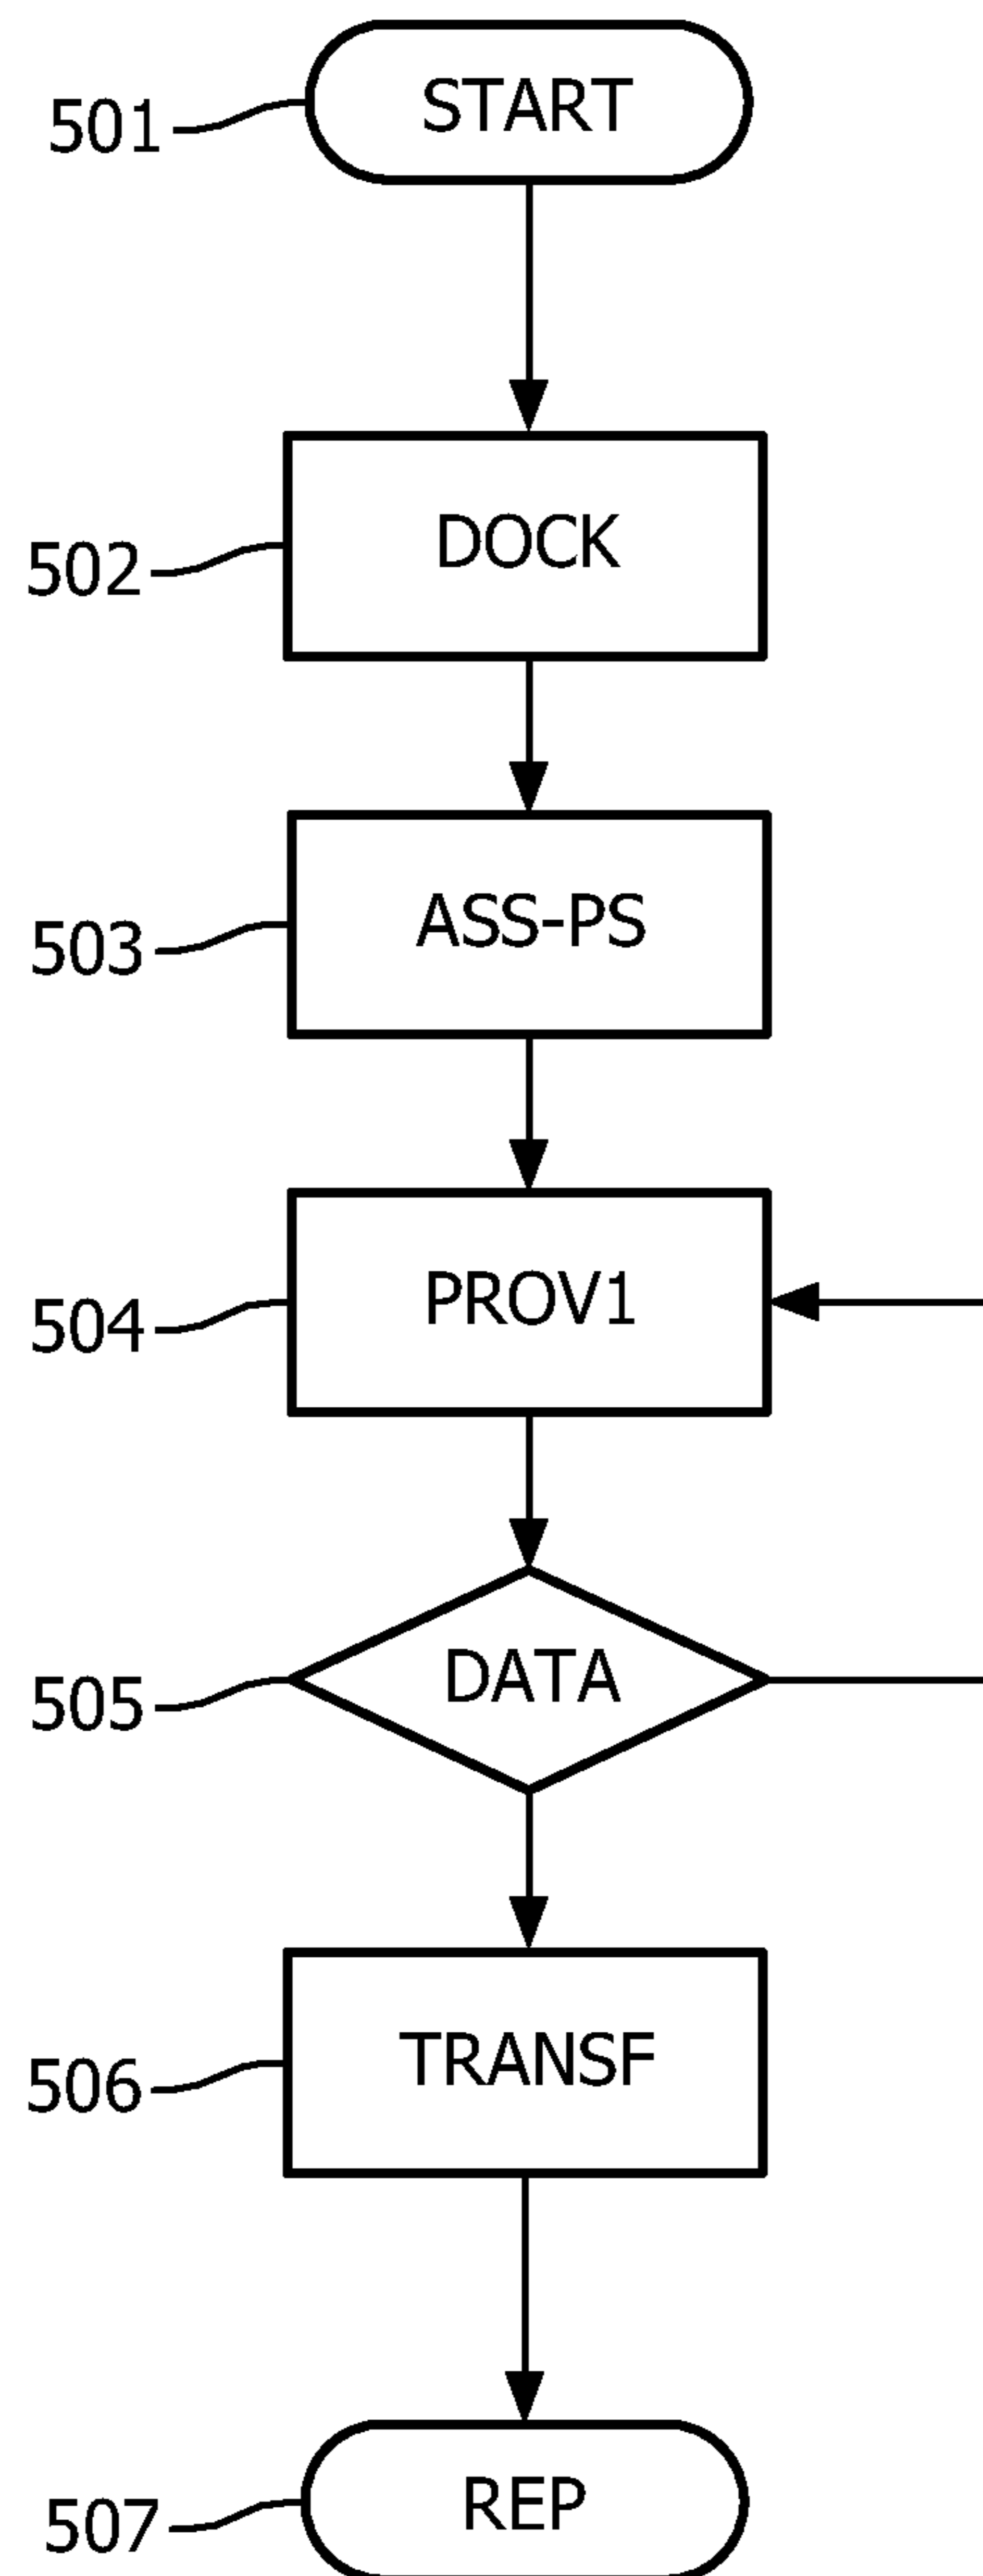 501 START
502 DOCK
503 ASS-PS
504 PROV1
505 DATA
506 TRANSF
507 REP